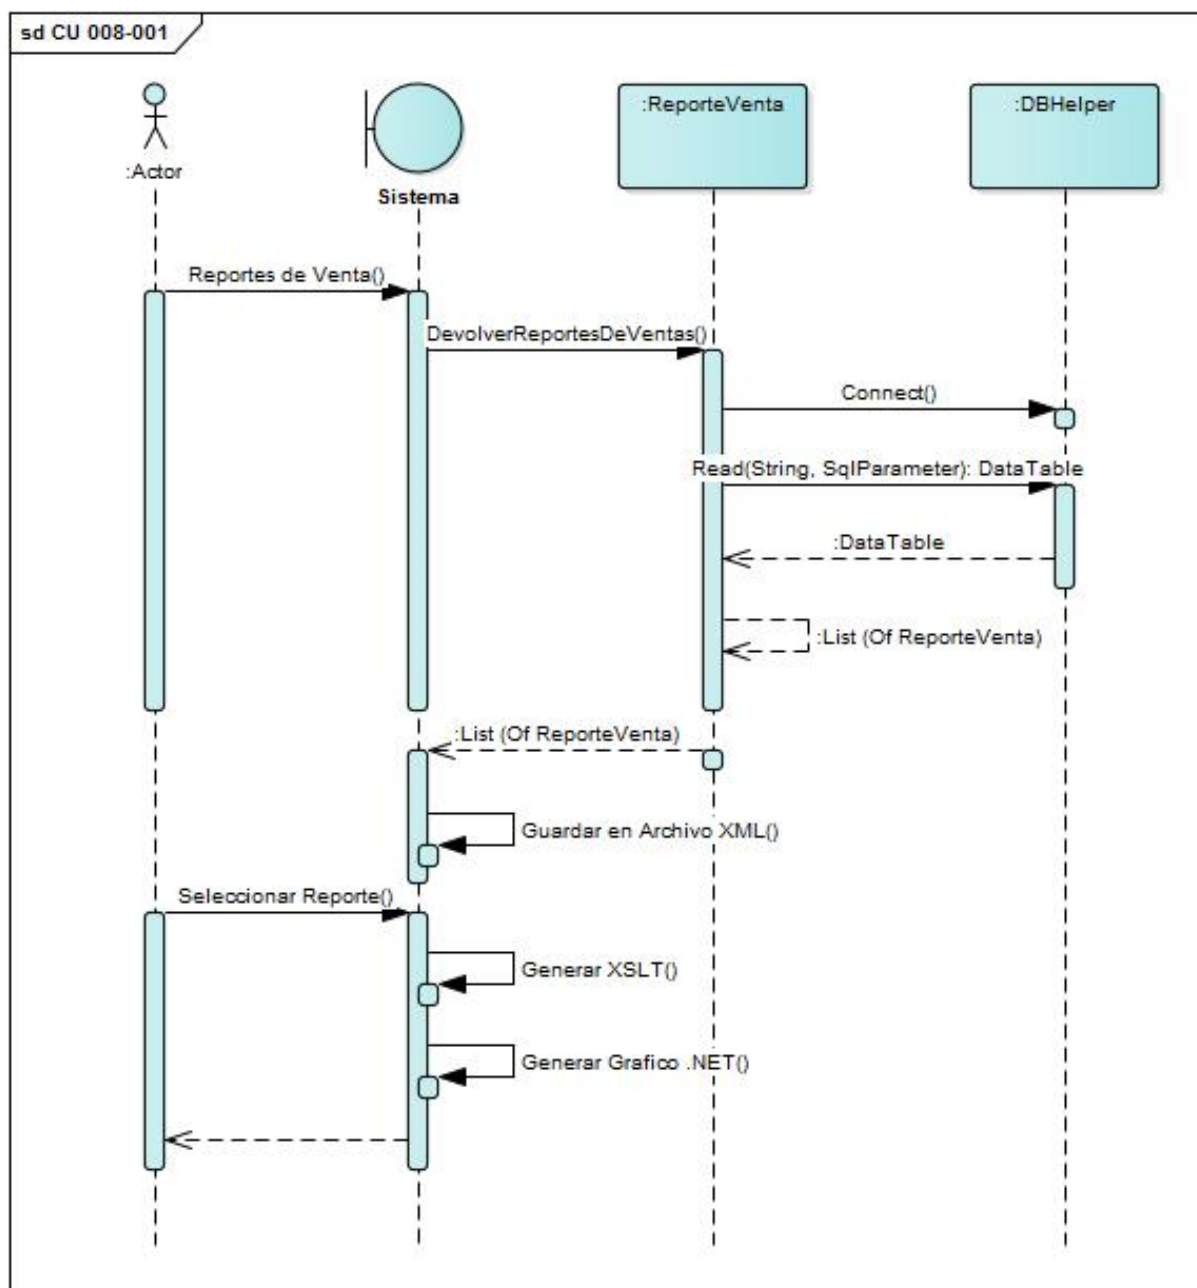 sd CU 008-001
:Actor
Sistema
:ReporteVenta
:DBHelper
Reportes de Venta()
DevolverReportesDeVentas()
Connect()
Read(String, SqlParameter): DataTable
:DataTable
:List (Of ReporteVenta)
:List (Of ReporteVenta)
Guardar en Archivo XML()
Seleccionar Reporte()
Generar XSLT()
Generar Grafico .NET()